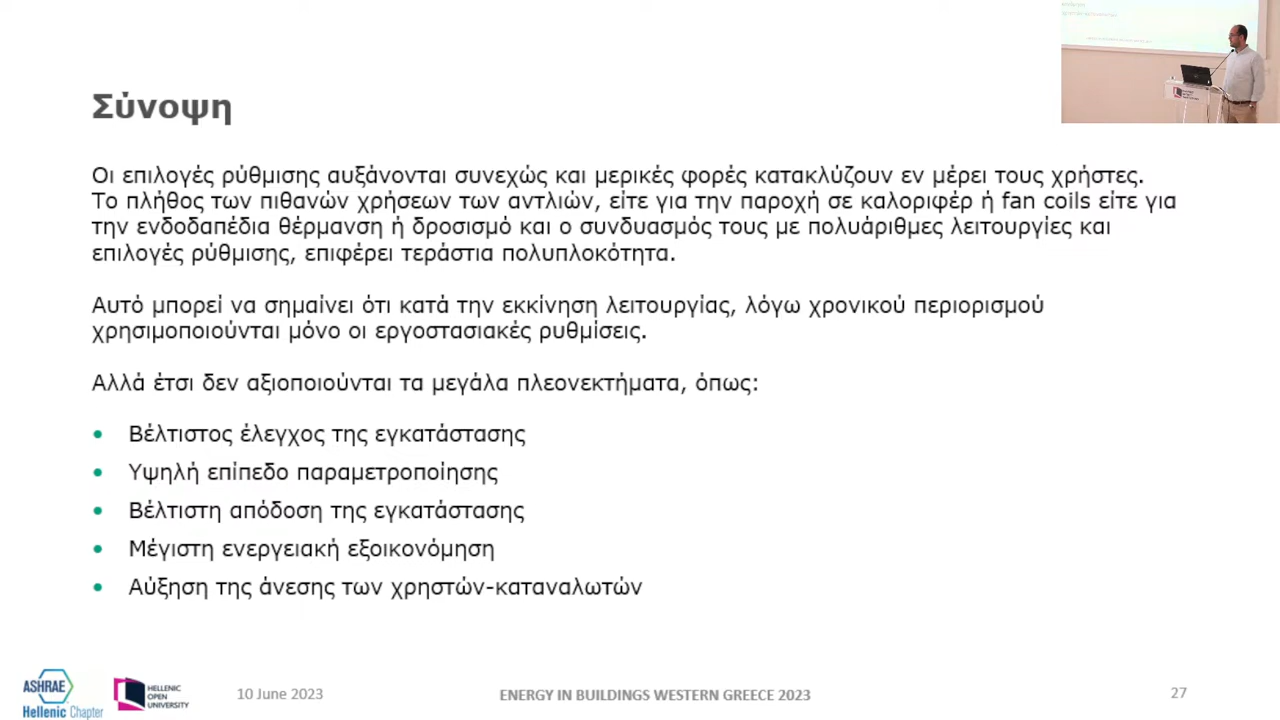 Σύνοψη
Οι επιλογές ρύθμισης αυξάνονται συνεχώς και μερικές φορές κατακλύζουν εν μέρει τους χρήστες.
Το πλήθος των πιθανών χρήσεων των αντλιών, είτε για την παροχή σε καλοριφέρ ή fan coils είτε για
την ενδοδαπέδια θέρμανση ή δροσισμό και ο συνδυασμός τους με πολυάριθμες λειτουργίες και
επιλογές ρύθμισης, επιφέρει τεράστια πολυπλοκότητα.
Αυτό μπορεί να σημαίνει ότι κατά την εκκίνηση λειτουργίας, λόγω χρονικού περιορισμού
χρησιμοποιούνται μόνο οι εργοστασιακές ρυθμίσεις.
Αλλά έτσι δεν αξιοποιούνται τα μεγάλα πλεονεκτήματα, όπως:
• Βέλτιστος έλεγχος της εγκατάστασης
• Υψηλή επίπεδο παραμετροποίησης
• Βέλτιστη απόδοση της εγκατάστασης
• Μέγιστη ενεργειακή εξοικονόμηση
• Αύξηση της άνεσης των χρηστών-καταναλωτών
ASHRAE
Hellenic Chapter
HELLENIC
OPEN
UNIVERSITY
10 June 2023
ENERGY IN BUILDINGS WESTERN GREECE 2023
27